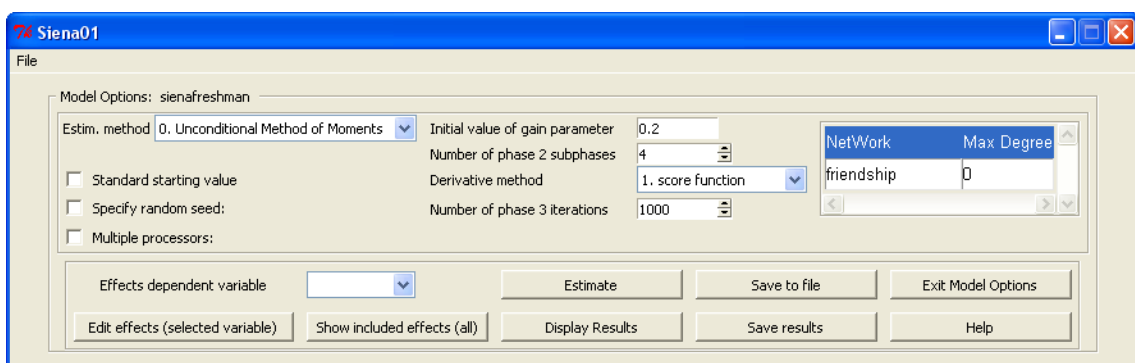 Siena01
File
Model Options: sienafreshman
Estim. method 0. Unconditional Method of Moments
Initial value of gain parameter 0.2
Number of phase 2 subphases 4
Standard starting value
Derivative method 1. score function
Specify random seed:
Number of phase 3 iterations 1000
Multiple processors:
NetWork Max Degree
friendship 0
Effects dependent variable
Estimate
Save to file
Exit Model Options
Edit effects (selected variable)
Show included effects (all)
Display Results
Save results
Help